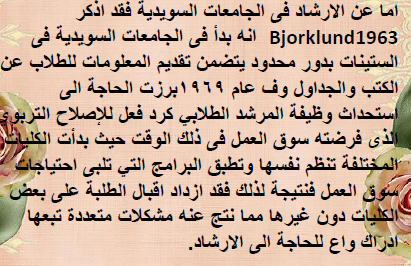 اما عن الارشاد فى الجامعات السويدية فقد اذكر
Bjorklund1963 انه بدأ فى الجامعات السويدية فى
الستينات بدور محدود يتضمن تقديم المعلومات للطلاب عن
الكتب والجداول وف عام ١٩٦٩برزت الحاجة الى
استحداث وظيفة المرشد الطلابي كرد فعل للإصلاح التربوي
الذى فرضته سوق العمل فى ذلك الوقت حيث بدأت الكليات
المختلفة تنظم نفسها وتطبق البرامج التي تلبى احتياجات
سوق العمل فنتيجة لذلك فقد ازداد اقبال الطلبة على بعض
الكليات دون غيرها مما نتج عنه مشكلات متعددة تبعها
ادراك واع للحاجة الى الارشاد.